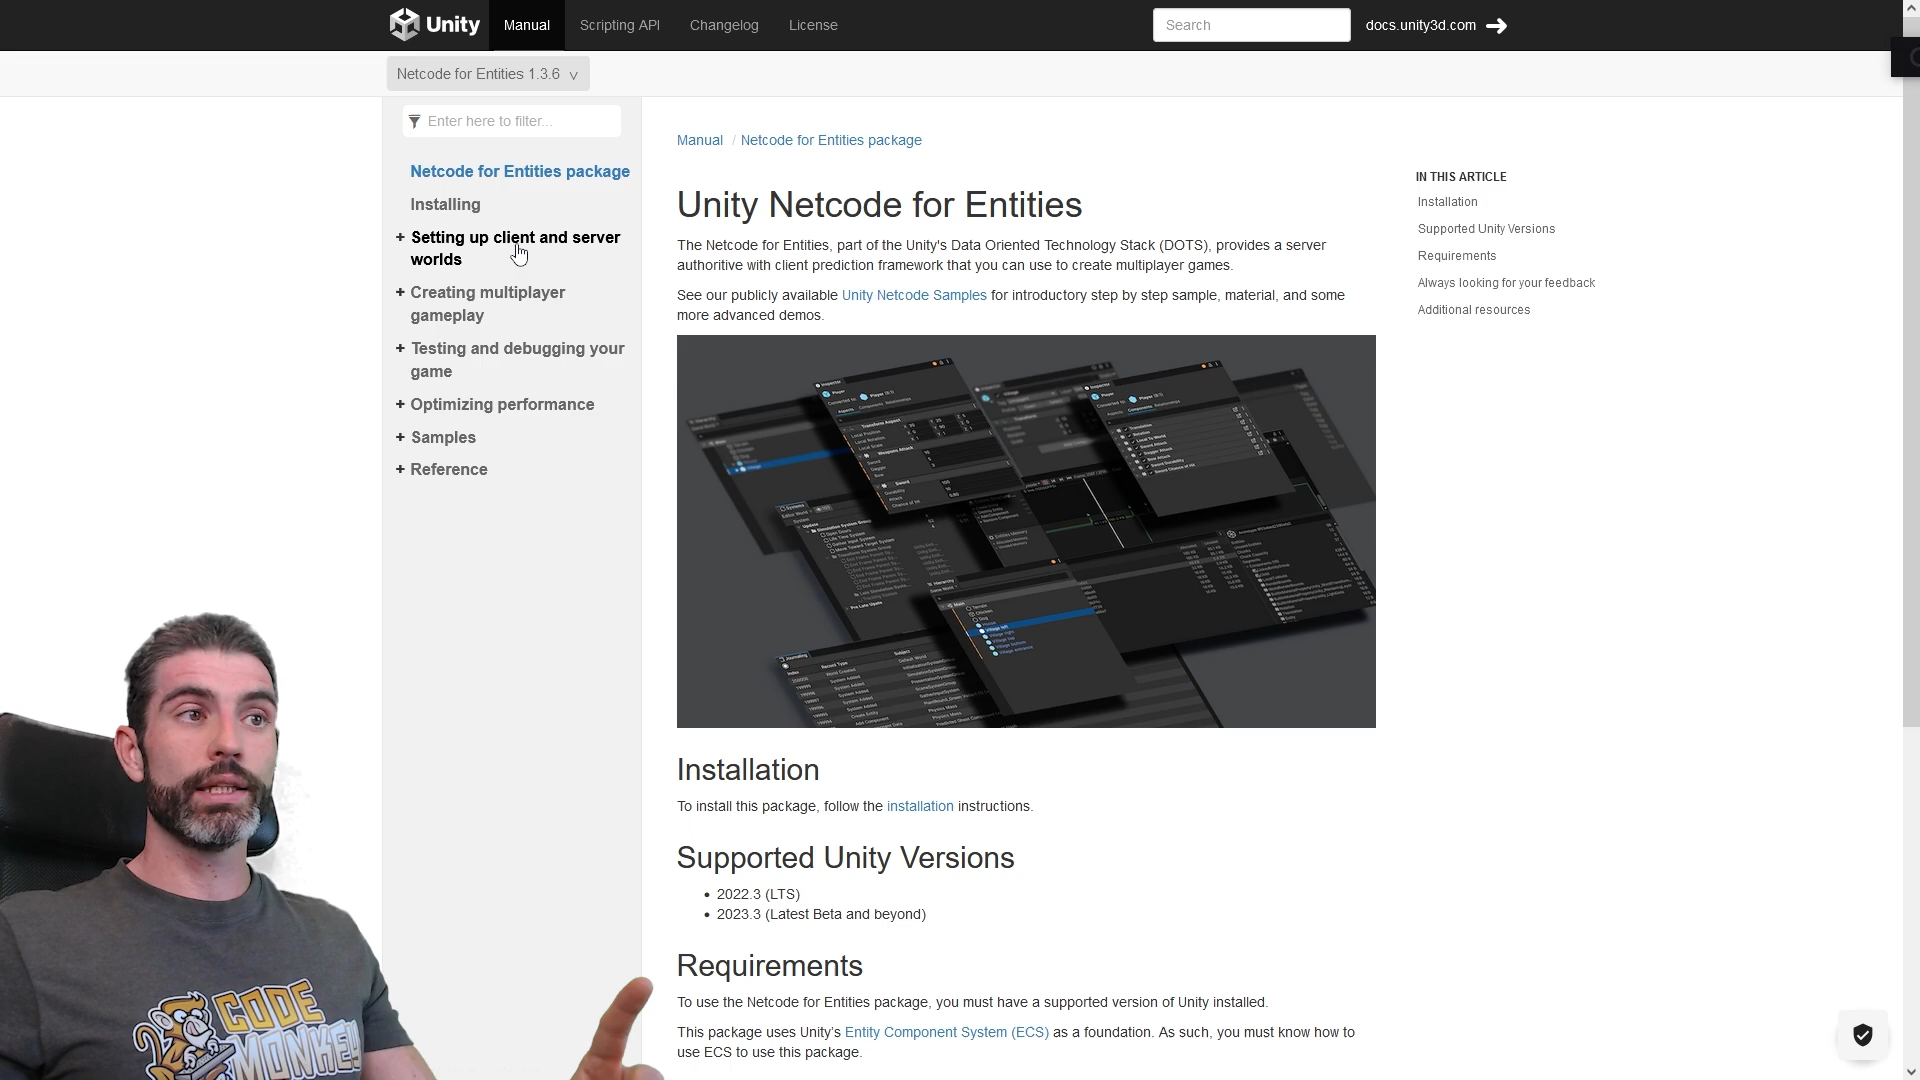 Unity
Manual
Scripting API
Changelog
License
Search
docs.unity3d.com
Netcode for Entities 1.3.6
Enter here to filter...
Netcode for Entities package
Installing
+ Setting up client and server
worlds
+ Creating multiplayer
gameplay
+ Testing and debugging your
game
+ Optimizing performance
+ Samples
+ Reference
Manual / Netcode for Entities package
Unity Netcode for Entities
The Netcode for Entities, part of the Unity's Data Oriented Technology Stack (DOTS), provides a server
authoritive with client prediction framework that you can use to create multiplayer games.
See our publicly available Unity Netcode Samples for introductory step by step sample, material, and some
more advanced demos.
Installation
To install this package, follow the installation instructions.
Supported Unity Versions
• 2022.3 (LTS)
• 2023.3 (Latest Beta and beyond)
Requirements
To use the Netcode for Entities package, you must have a supported version of Unity installed.
This package uses Unity's Entity Component System (ECS) as a foundation. As such, you must know how to
use ECS to use this package.
IN THIS ARTICLE
Installation
Supported Unity Versions
Requirements
Always looking for your feedback
Additional resources
CODE
MONKEY